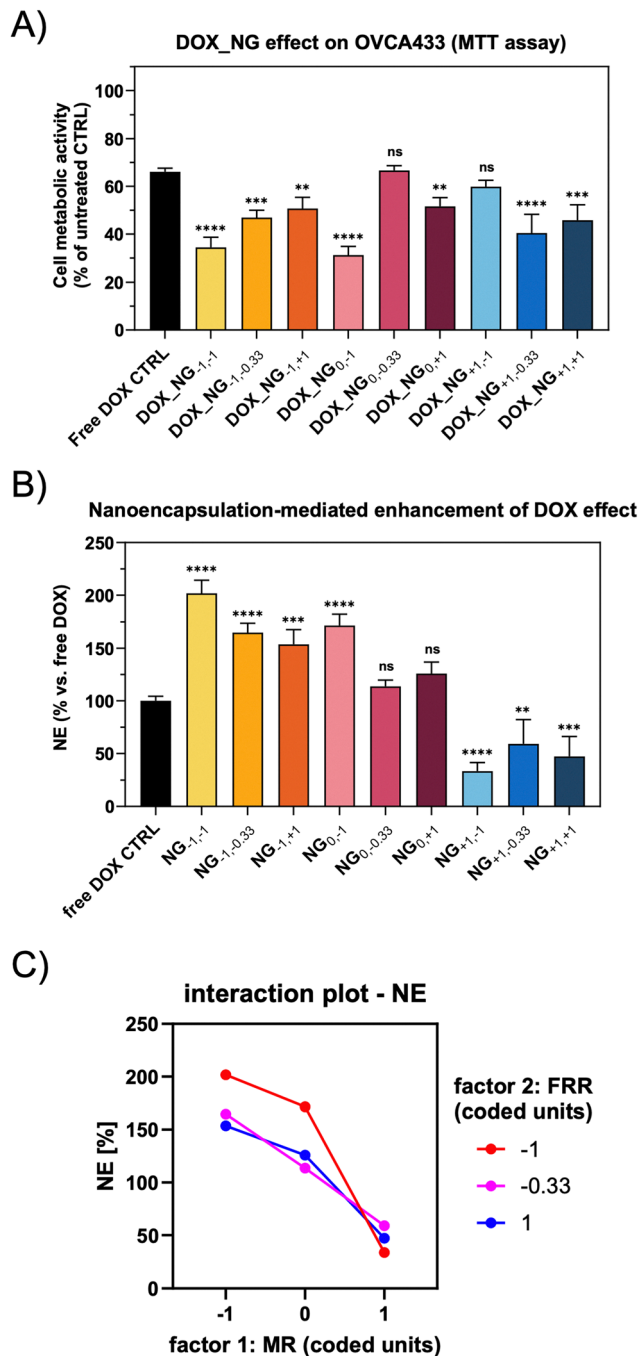 A)
DOX_NG effect on OVCA433 (MTT assay)
Cell metabolic activity
(% of untreated CTRL)
100
80
60
40
20
0
****
***
**
****
ns
**
ns
****
***
Free DOX CTRL
DOX_NG-1,-1
DOX_NG-1,-0.33
DOX_NG-1,+1
DOX_NG0,-1
DOX_NG0,-0.33
DOX_NG0,+1
DOX_NG+1,-1
DOX_NG+1,-0.33
DOX_NG+1,+1
B)
Nanoencapsulation-mediated enhancement of DOX effect
NE (% vs. free DOX)
250
200
150
100
50
0
****
****
***
****
ns
ns
****
**
***
free DOX CTRL
NG-1,-1
NG-1,-0.33
NG-1,+1
NG0,-1
NG0,-0.33
NG0,+1
NG+1,-1
NG+1,-0.33
NG+1,+1
C)
interaction plot - NE
NE [%]
250
200
150
100
50
0
-1
0
1
factor 1: MR (coded units)
factor 2: FRR
(coded units)
-1
-0.33
1